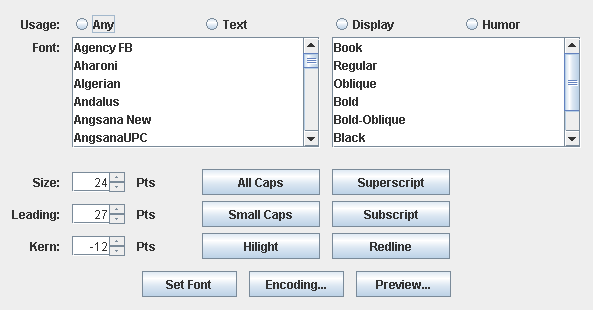 Usage: Any Text Display Humor
Font: Agency FB Book
Aharoni Regular
Algerian Oblique
Andalus Bold
Angsana New Bold-Oblique
AngsanaUPC Black
Size: 24 Pts All Caps Superscript
Leading: 27 Pts Small Caps Subscript
Kern: -12 Pts Hilight Redline
Set Font Encoding... Preview...